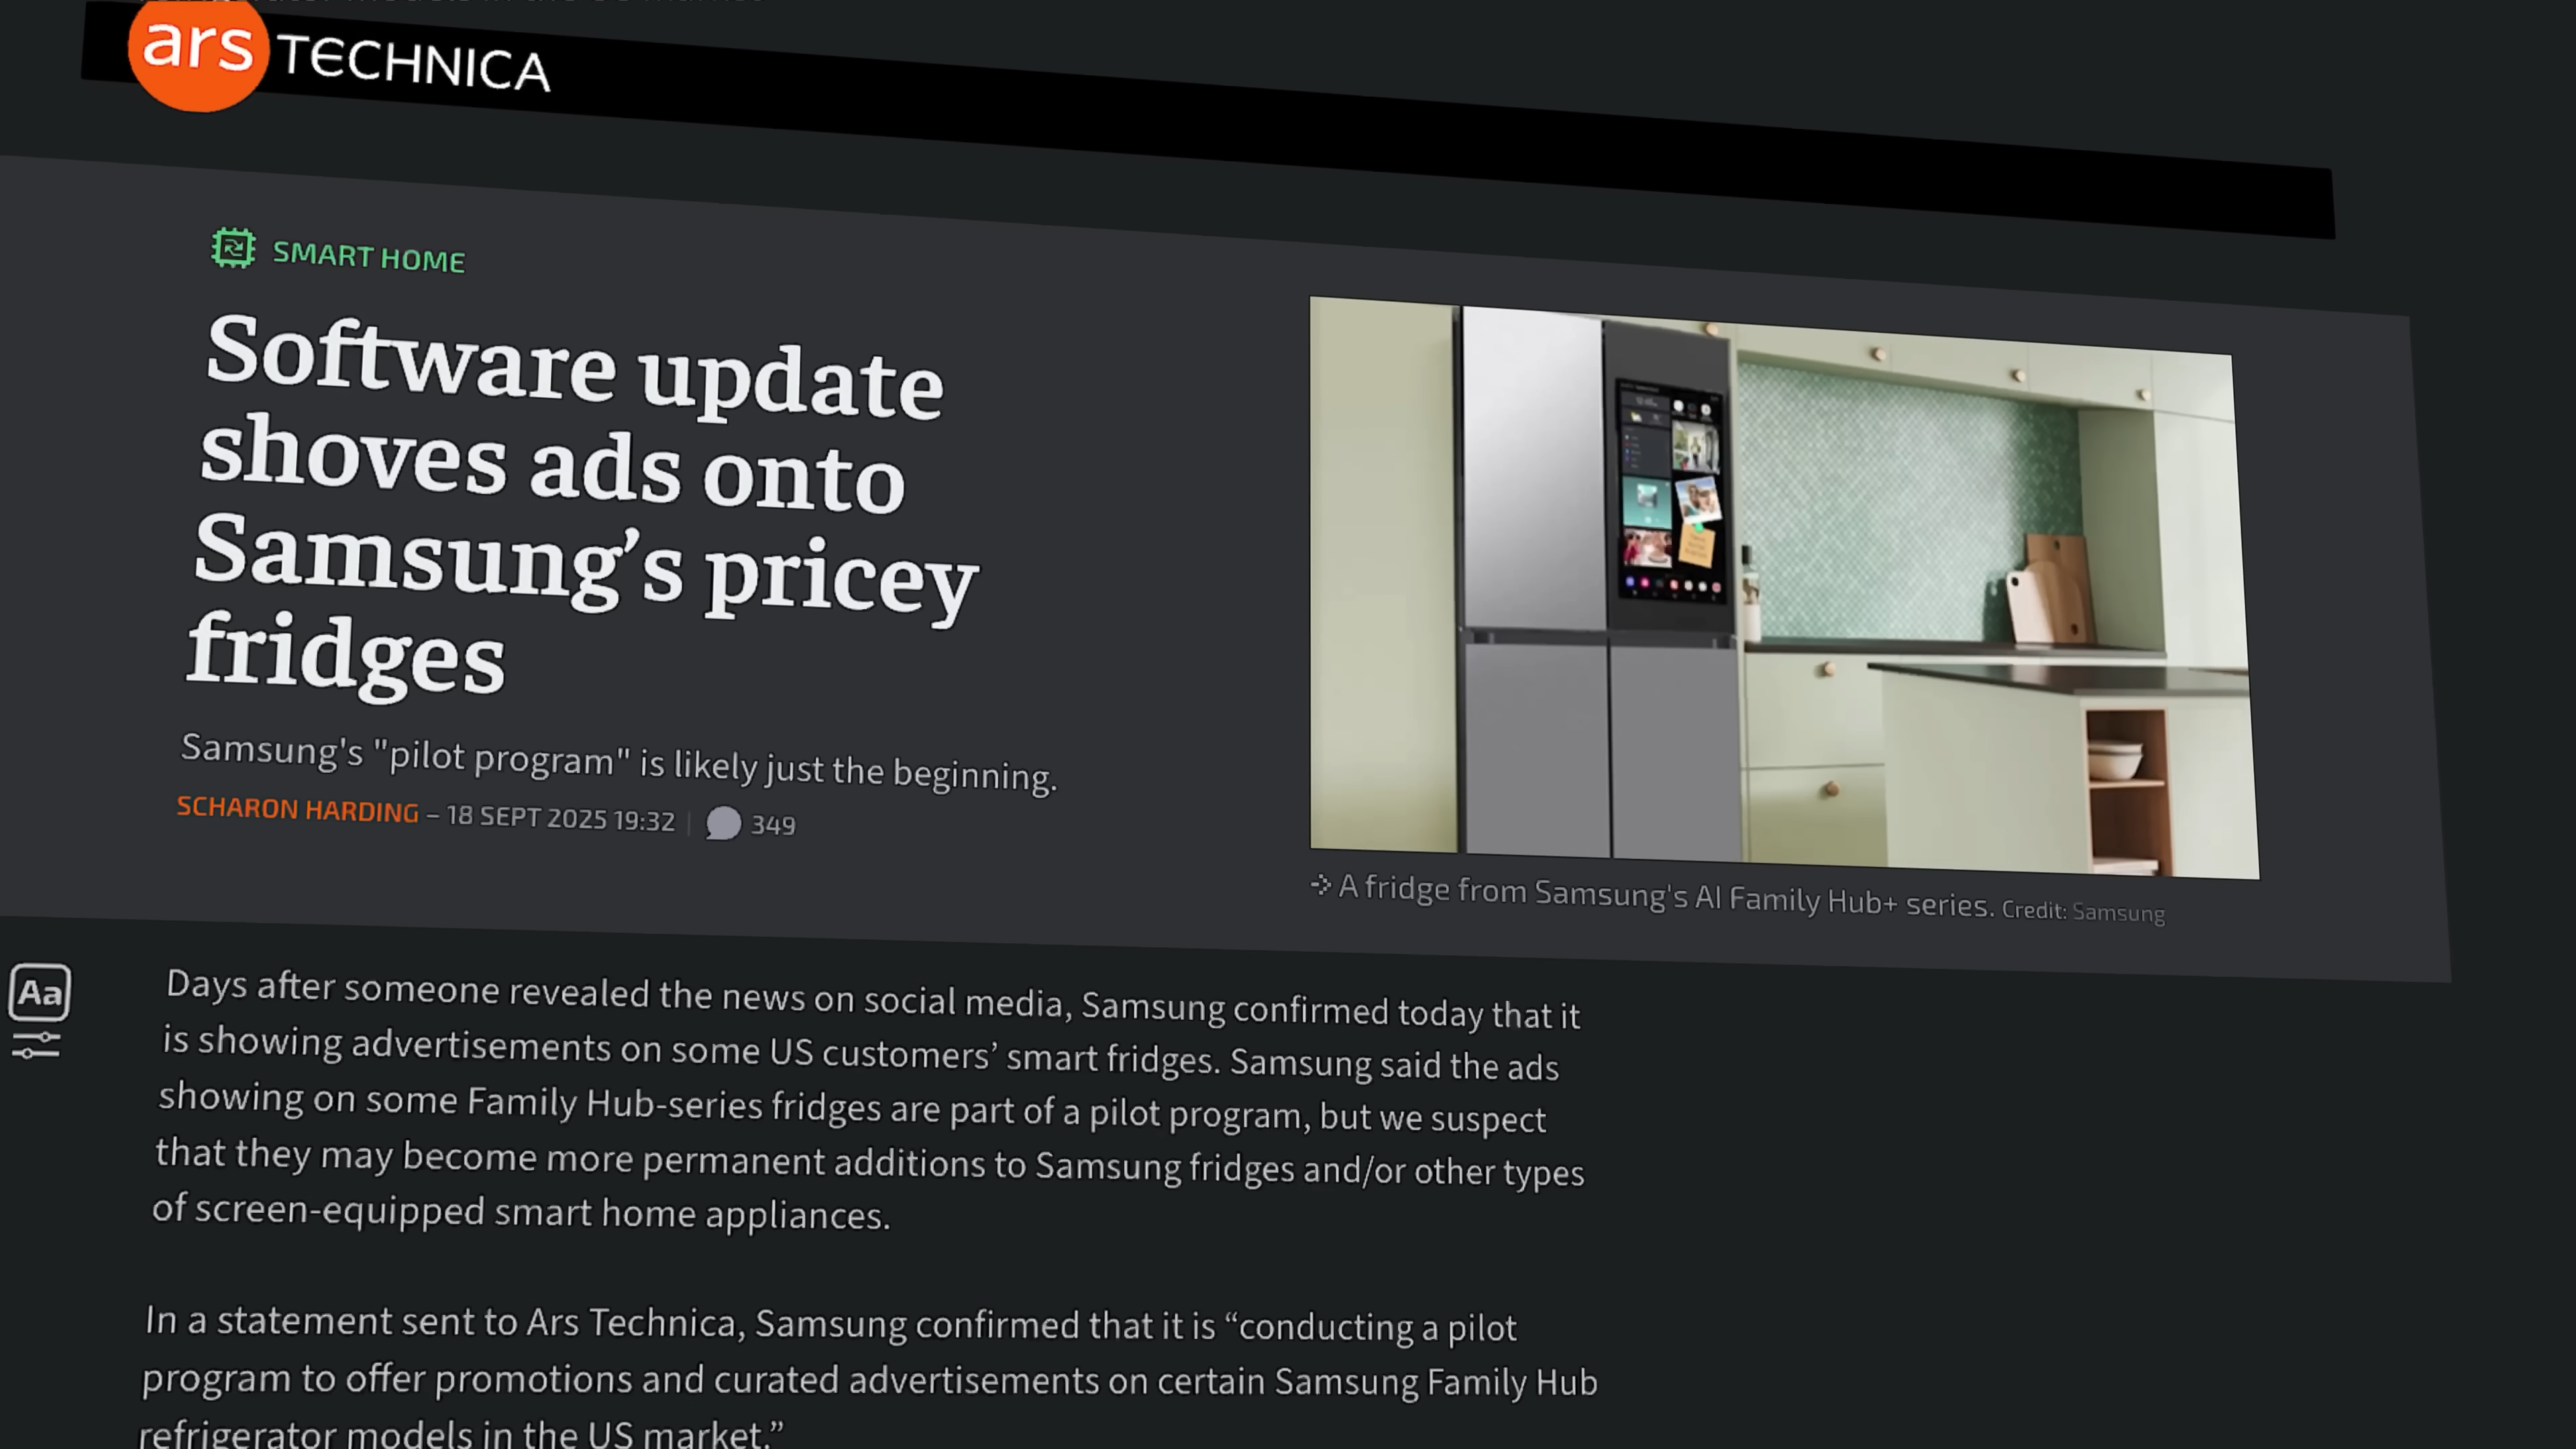 ars TECHNICA
SMART HOME
Software update
shoves ads onto
Samsung’s pricey
fridges
Samsung's "pilot program" is likely just the beginning.
SCHARON HARDING – 18 SEPT 2025 19:32 | 349
A fridge from Samsung's AI Family Hub+ series. Credit: Samsung
Aa
Days after someone revealed the news on social media, Samsung confirmed today that it
is showing advertisements on some US customers’ smart fridges. Samsung said the ads
showing on some Family Hub-series fridges are part of a pilot program, but we suspect
that they may become more permanent additions to Samsung fridges and/or other types
of screen-equipped smart home appliances.
In a statement sent to Ars Technica, Samsung confirmed that it is “conducting a pilot
program to offer promotions and curated advertisements on certain Samsung Family Hub
refrigerator models in the US market.”